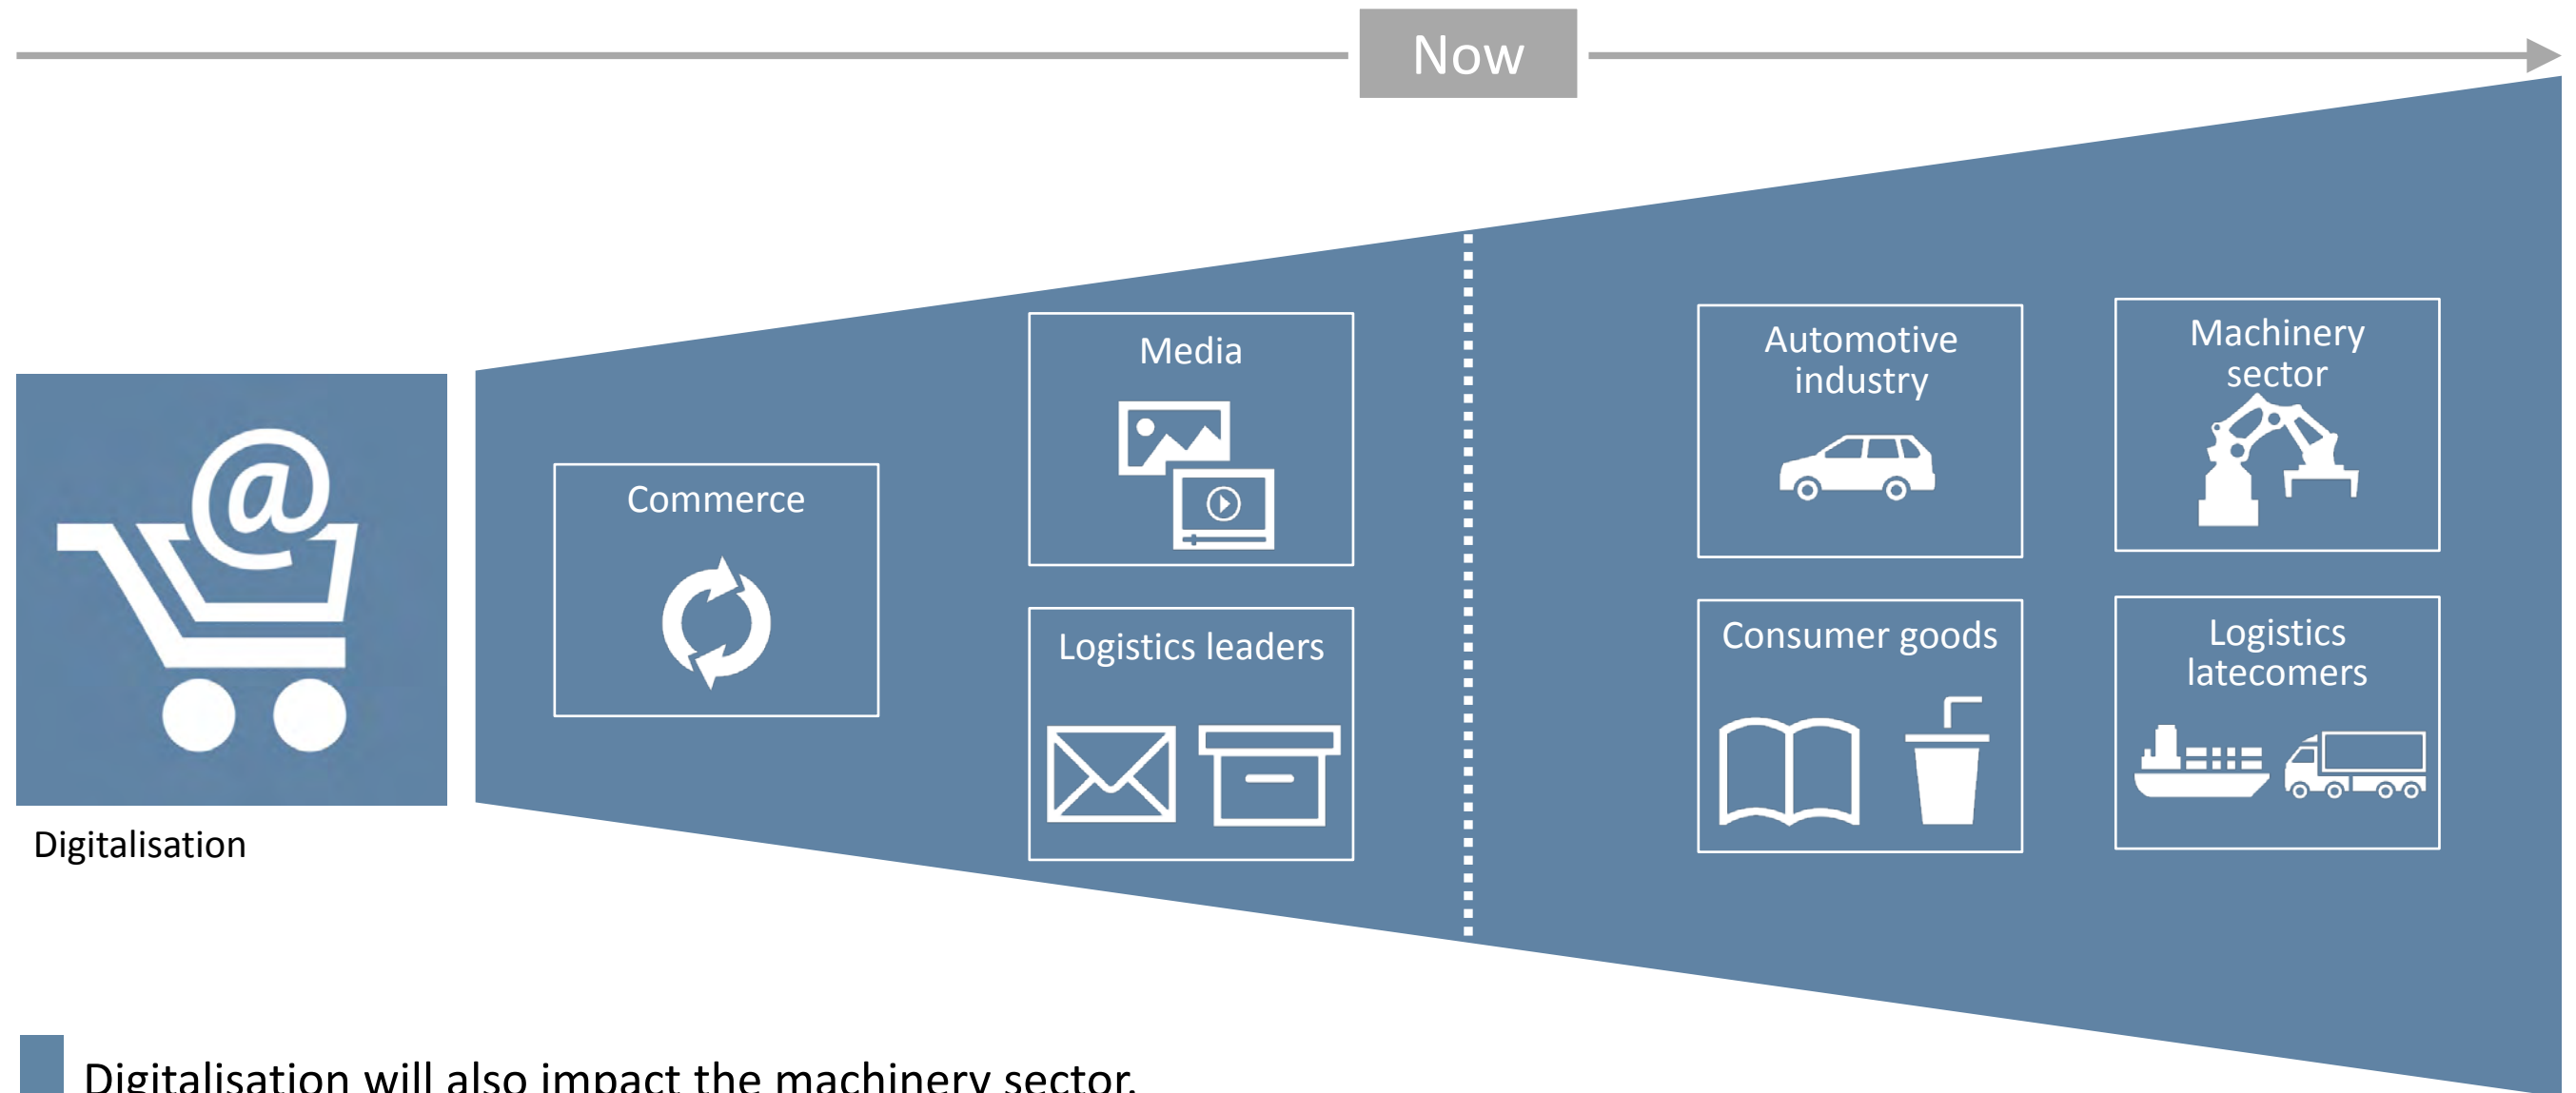 Now
Media
Automotive
industry
Machinery
sector
Commerce
@
Logistics leaders
Consumer goods
Logistics
latecomers
Digitalisation
Digitalisation will also impact the machinery sector.